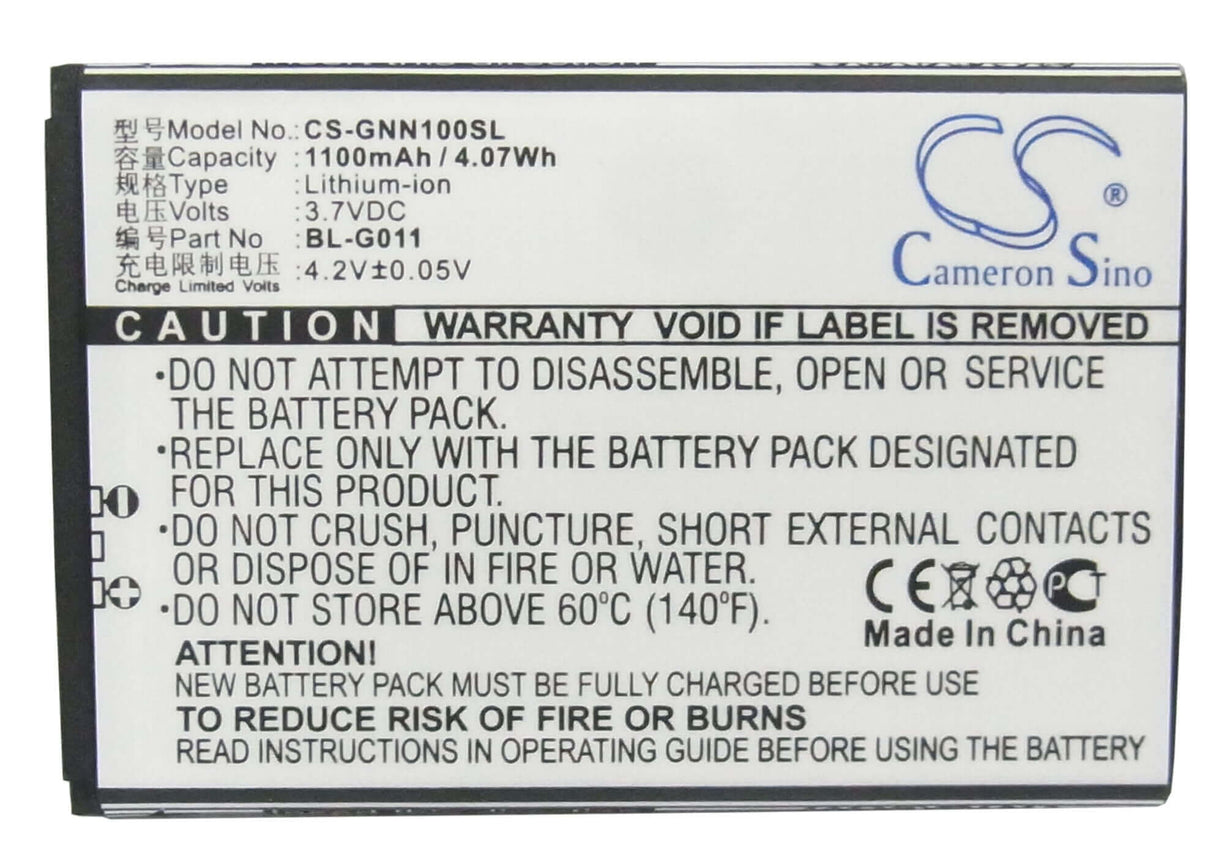 型号Model No.: CS-GNN100SL
容量Capacity : 1100mAh / 4.07Wh
规格Type : Lithium-ion
电压Volts : 3.7VDC
编号Part No : BL-G011
充电限制电压 : 4.2V±0.05V
Charge Limited Volts
CS ®
Cameron Sino
CAUTION WARRANTY VOID IF LABEL IS REMOVED
•DO NOT ATTEMPT TO DISASSEMBLE, OPEN OR SERVICE
THE BATTERY PACK.
•REPLACE ONLY WITH THE BATTERY PACK DESIGNATED
FOR THIS PRODUCT.
•DO NOT CRUSH, PUNCTURE, SHORT EXTERNAL CONTACTS
OR DISPOSE OF IN FIRE OR WATER.
•DO NOT STORE ABOVE 60°C (140°F).
CE PCT
Made In China
ATTENTION!
NEW BATTERY PACK MUST BE FULLY CHARGED BEFORE USE
TO REDUCE RISK OF FIRE OR BURNS
READ INSTRUCTIONS IN OPERATING GUIDE BEFORE USING THE BATTERY